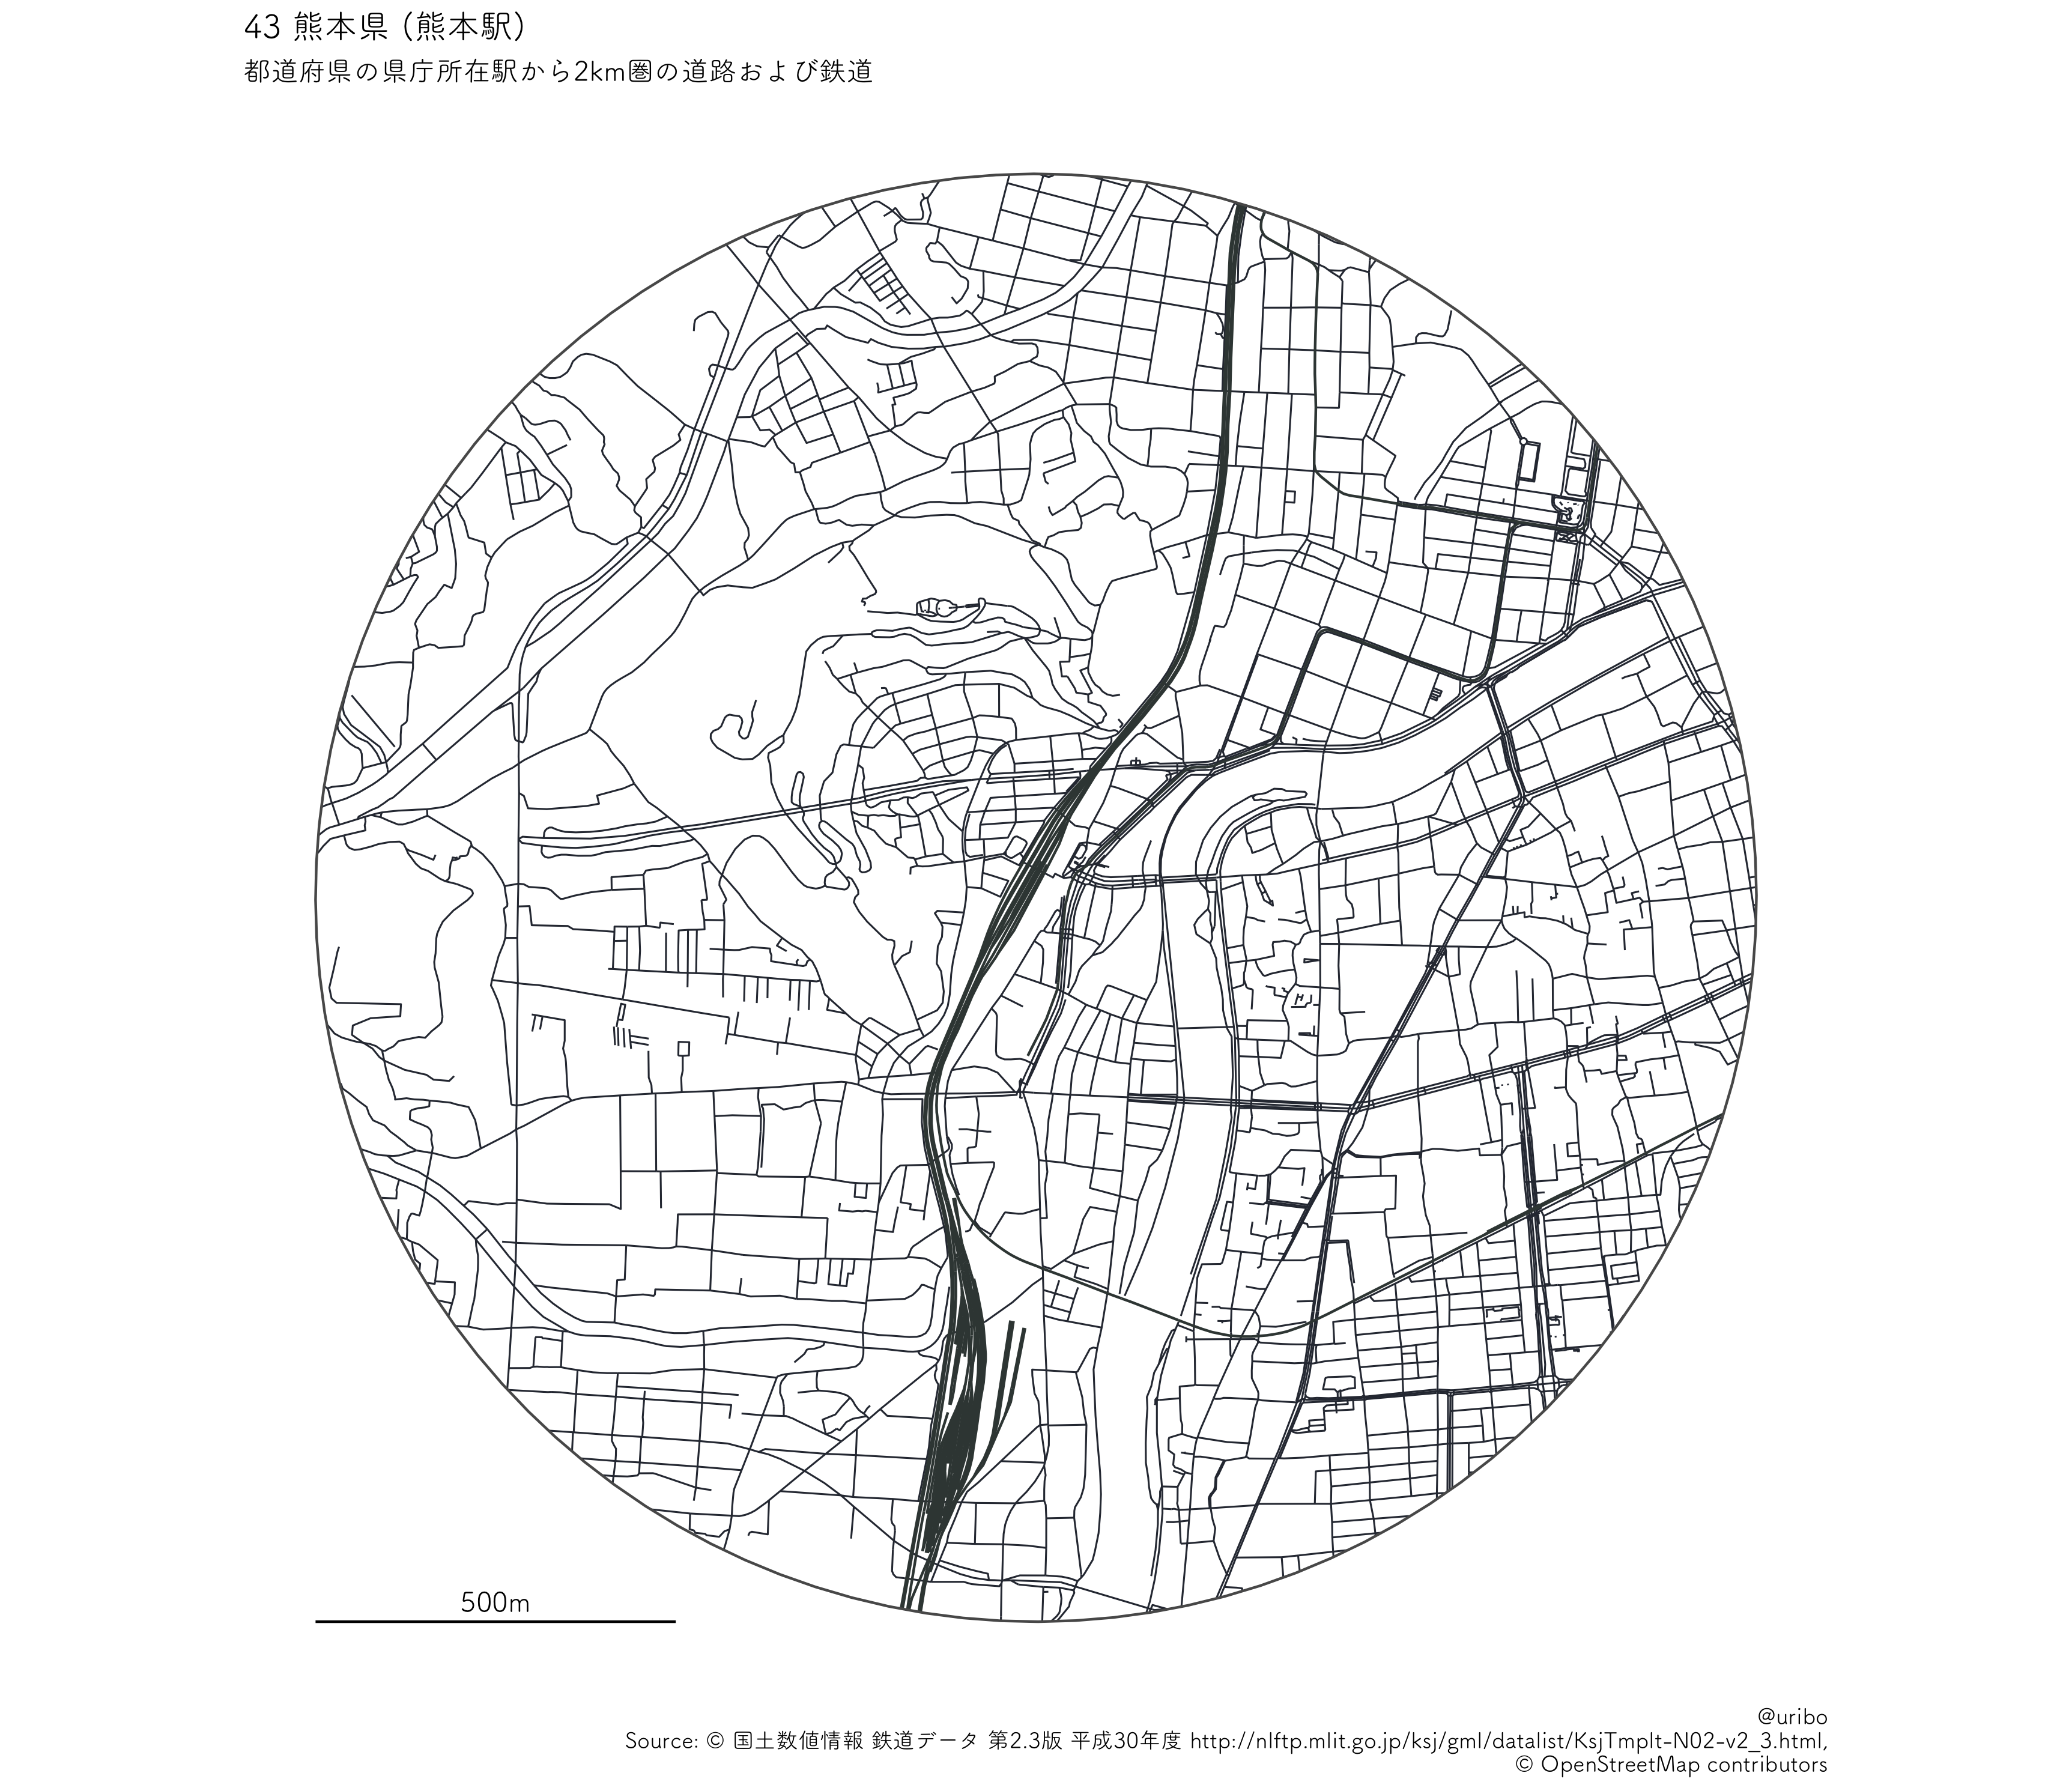 43 熊本県 (熊本駅)
都道府県の県庁所在駅から2km圏の道路および鉄道
500m
@uribo
Source: © 国土数値情報 鉄道データ 第2.3版 平成30年度 http://nlftp.mlit.go.jp/ksj/gml/datalist/KsjTmplt-N02-v2_3.html,
© OpenStreetMap contributors